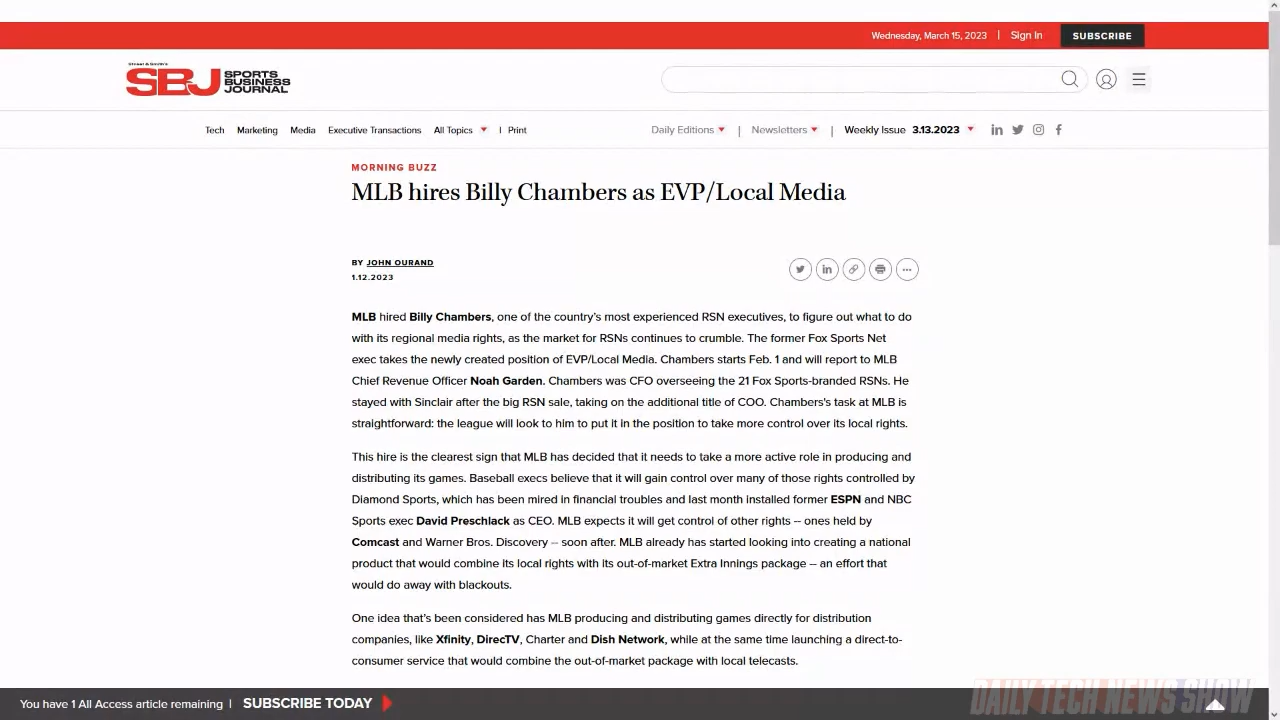 Wednesday, March 15, 2023 | Sign In SUBSCRIBE
Street & Smith's
SBJ SPORTS BUSINESS JOURNAL
Tech Marketing Media Executive Transactions All Topics | Print Daily Editions | Newsletters | Weekly Issue 3.13.2023
MORNING BUZZ
MLB hires Billy Chambers as EVP/Local Media
BY JOHN OURAND
1.12.2023
MLB hired Billy Chambers, one of the country's most experienced RSN executives, to figure out what to do
with its regional media rights, as the market for RSNs continues to crumble. The former Fox Sports Net
exec takes the newly created position of EVP/Local Media. Chambers starts Feb. 1 and will report to MLB
Chief Revenue Officer Noah Garden. Chambers was CFO overseeing the 21 Fox Sports-branded RSNs. He
stayed with Sinclair after the big RSN sale, taking on the additional title of COO. Chambers's task at MLB is
straightforward: the league will look to him to put it in the position to take more control over its local rights.
This hire is the clearest sign that MLB has decided that it needs to take a more active role in producing and
distributing its games. Baseball execs believe that it will gain control over many of those rights controlled by
Diamond Sports, which has been mired in financial troubles and last month installed former ESPN and NBC
Sports exec David Preschlack as CEO. MLB expects it will get control of other rights -- ones held by
Comcast and Warner Bros. Discovery -- soon after. MLB already has started looking into creating a national
product that would combine its local rights with its out-of-market Extra Innings package -- an effort that
would do away with blackouts.
One idea that's been considered has MLB producing and distributing games directly for distribution
companies, like Xfinity, DirecTV, Charter and Dish Network, while at the same time launching a direct-to-
consumer service that would combine the out-of-market package with local telecasts.
You have 1 All Access article remaining | SUBSCRIBE TODAY
DAILY TECH NEWS SHOW